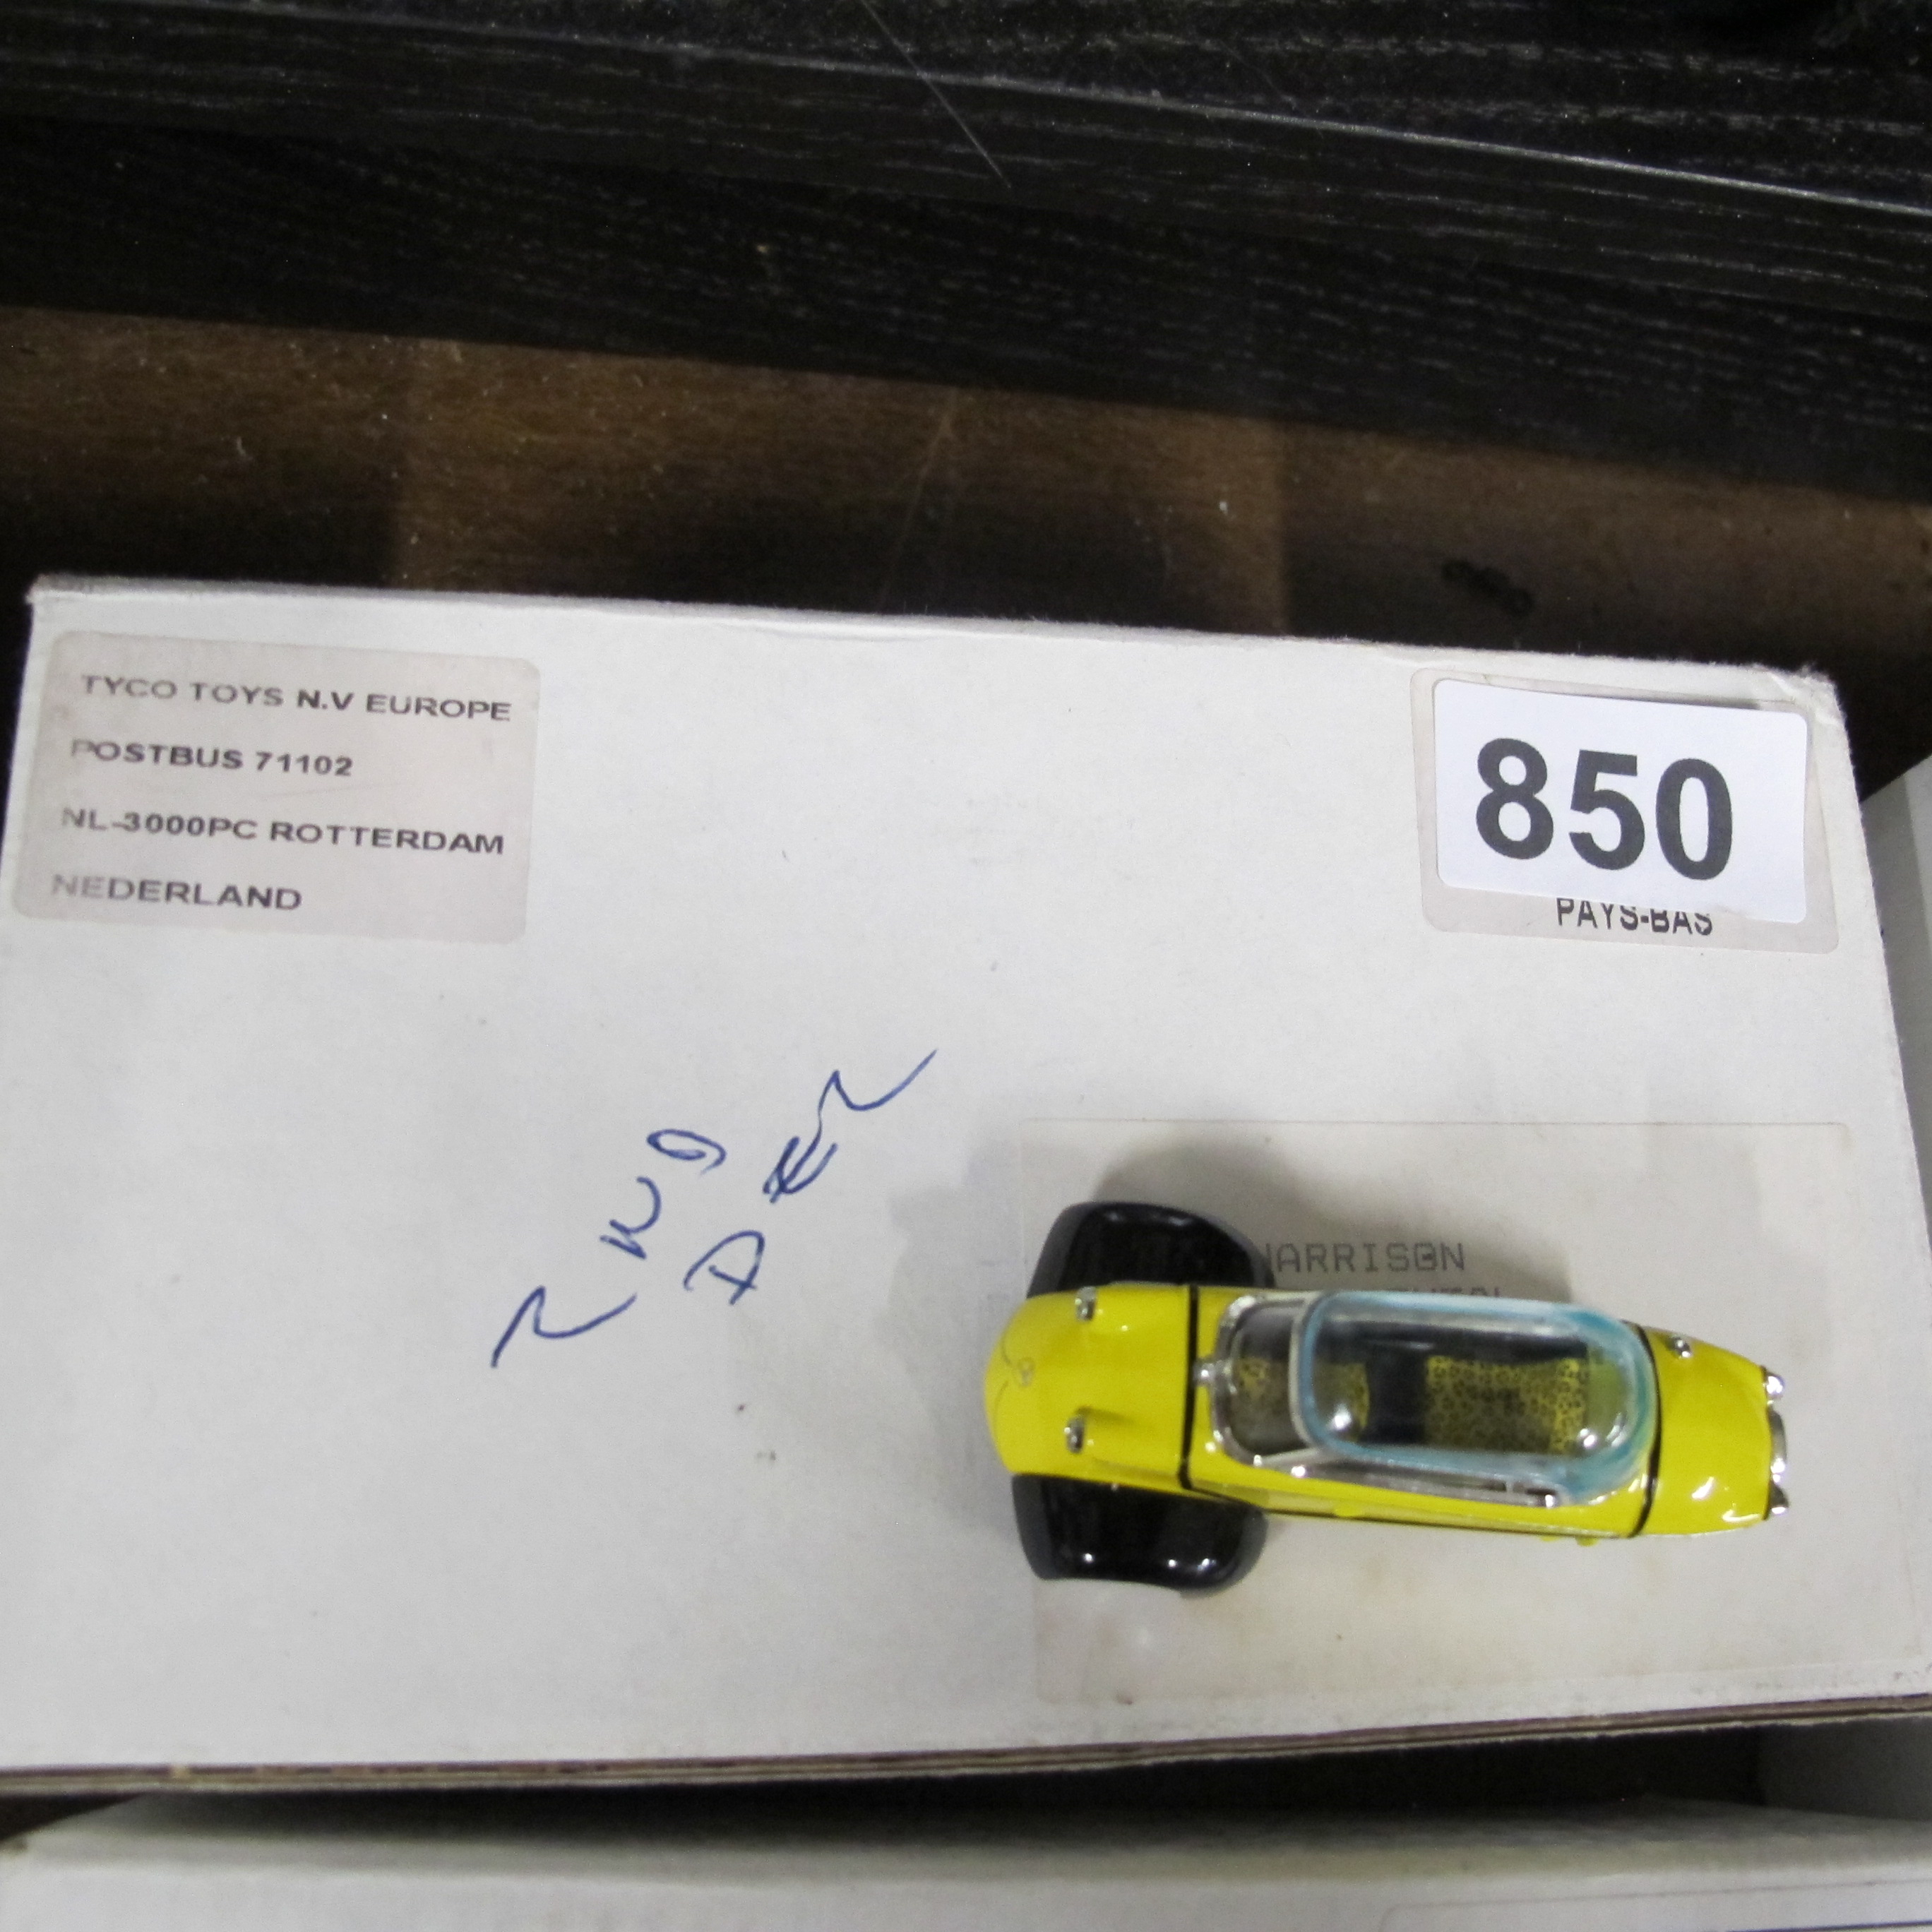 TYCO TOYS N.V EUROPE
POSTBUS 71102
NL-3000PC ROTTERDAM
NEDERLAND
850
PAYS-BAS
HARRISON